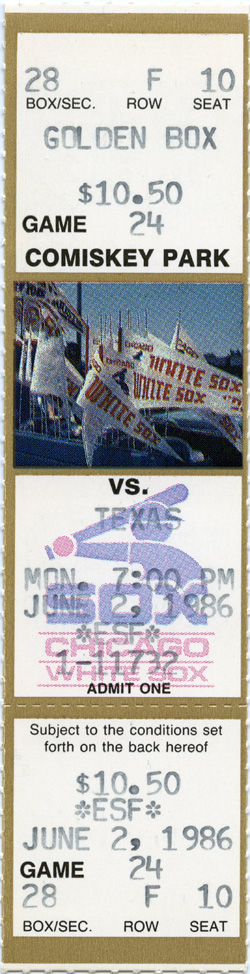 28 F 10
BOX/SEC. ROW SEAT
GOLDEN BOX
$10.50
GAME 24
COMISKEY PARK
CHICAGO
WHITE SOX
WHITE SOX
VS.
TEXAS
MON. 7:00 PM
JUNE 2, 1986
SOX
*ESF*
CHICAGO
WHITE SOX
ADMIT ONE
Subject to the conditions set
forth on the back hereof
$10.50
*ESF*
JUNE 2, 1986
GAME 24
28 F 10
BOX/SEC. ROW SEAT